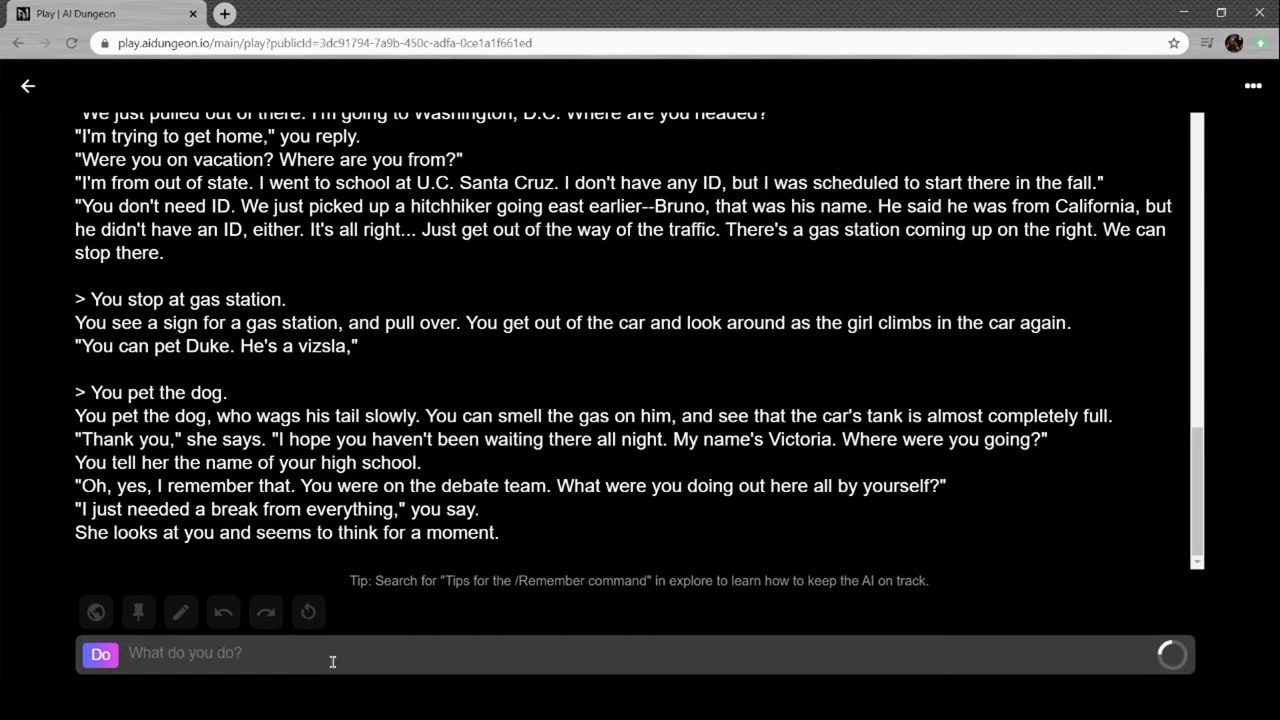 Play | AI Dungeon
play.aidungeon.io/main/play?publicId=3dc91794-7a9b-450c-adfa-0ce1a1f661ed
"We just pulled out of there. I'm going to Washington, D.C. Where are you headed?"
"I'm trying to get home," you reply.
"Were you on vacation? Where are you from?"
"I'm from out of state. I went to school at U.C. Santa Cruz. I don't have any ID, but I was scheduled to start there in the fall."
"You don't need ID. We just picked up a hitchhiker going east earlier--Bruno, that was his name. He said he was from California, but
he didn't have an ID, either. It's all right... Just get out of the way of the traffic. There's a gas station coming up on the right. We can
stop there.
> You stop at gas station.
You see a sign for a gas station, and pull over. You get out of the car and look around as the girl climbs in the car again.
"You can pet Duke. He's a vizsla,"
> You pet the dog.
You pet the dog, who wags his tail slowly. You can smell the gas on him, and see that the car's tank is almost completely full.
"Thank you," she says. "I hope you haven't been waiting there all night. My name's Victoria. Where were you going?"
You tell her the name of your high school.
"Oh, yes, I remember that. You were on the debate team. What were you doing out here all by yourself?"
"I just needed a break from everything," you say.
She looks at you and seems to think for a moment.
Tip: Search for "Tips for the /Remember command" in explore to learn how to keep the AI on track.
Do What do you do?